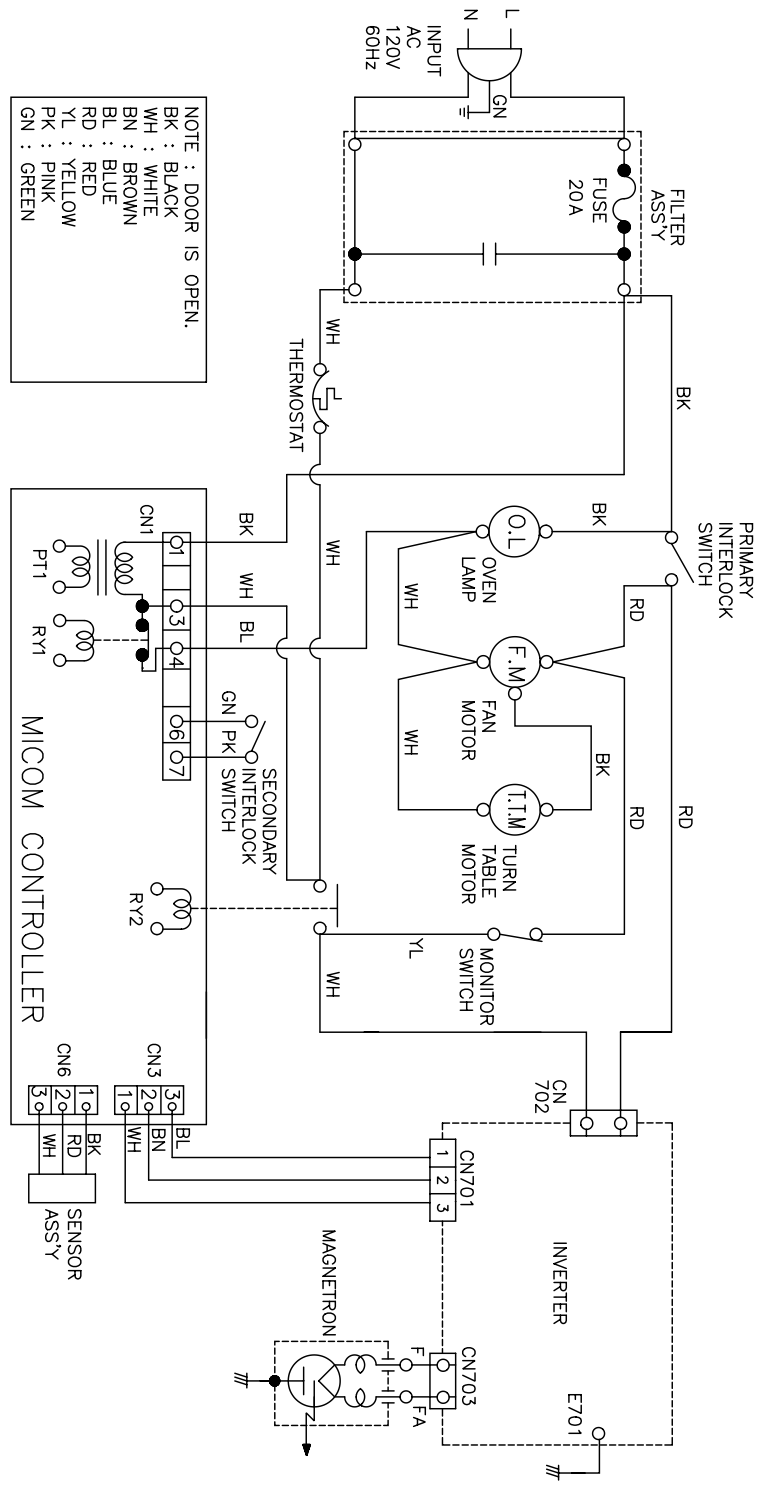 N
L
INPUT
AC
120V
60Hz
GN
FILTER
ASS'Y
FUSE
20A
NOTE : DOOR IS OPEN.
BK : BLACK
WH : WHITE
BN : BROWN
BL : BLUE
RD : RED
YL : YELLOW
PK : PINK
GN : GREEN
WH
THERMOSTAT
BK
PRIMARY
INTERLOCK
SWITCH
BK
O.L
OVEN
LAMP
WH
RD
F.M
FAN
MOTOR
WH
BK
RD
RD
T.T.M
TURN
TABLE
MOTOR
MONITOR
SWITCH
YL
WH
WH
BK
WH
BL
CN1
1
3
4
6
7
PT1
RY1
GN
PK
SECONDARY
INTERLOCK
SWITCH
RY2
MICOM CONTROLLER
CN3
3
2
1
BL
BN
WH
CN6
1
2
3
BK
RD
WH
SENSOR
ASS'Y
CN
702
CN701
1
2
3
INVERTER
E701
CN703
F
FA
MAGNETRON